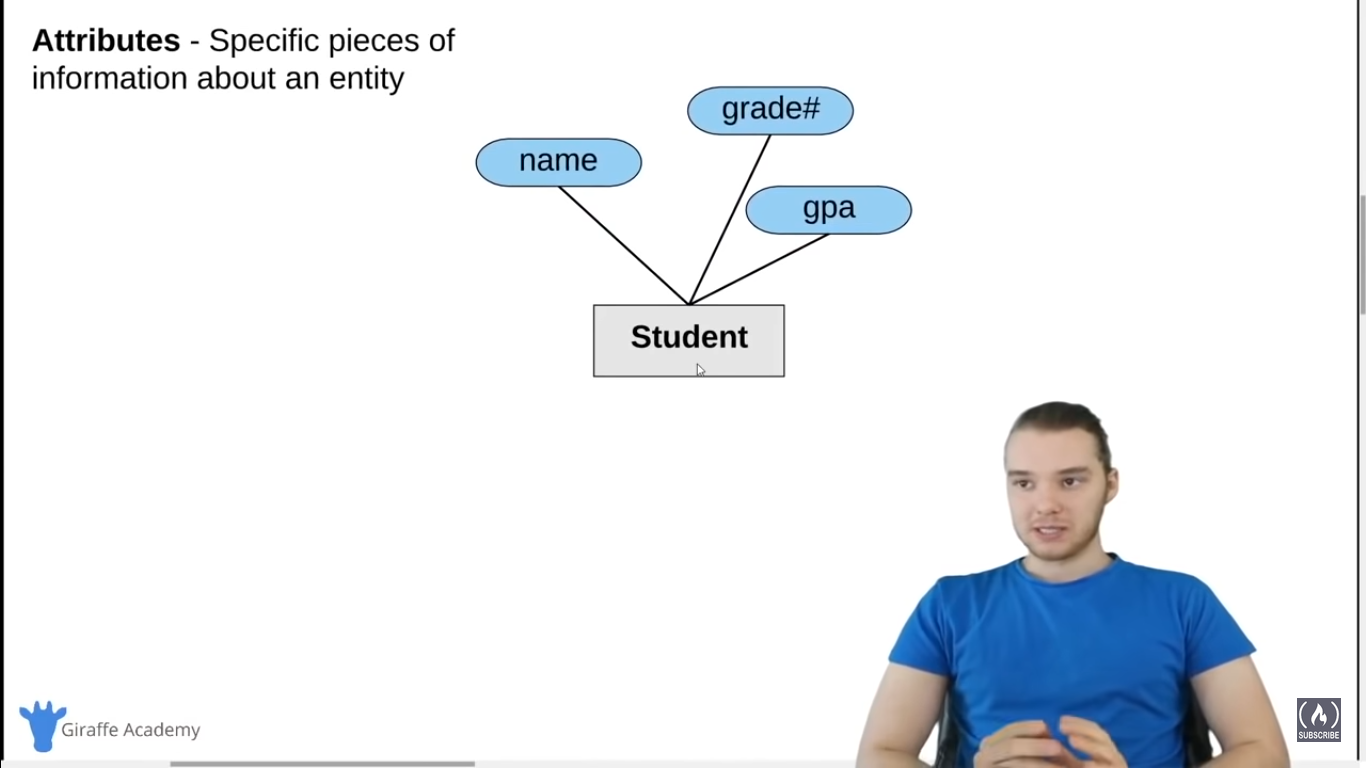 Attributes - Specific pieces of
information about an entity
grade#
name
gpa
Student
Giraffe Academy
SUBSCRIBE